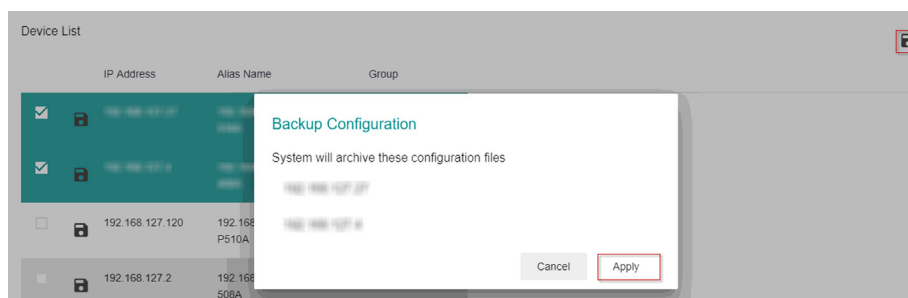 Device List
IP Address Alias Name Group
Backup Configuration
System will archive these configuration files
192.168.127.120 192.168
P510A
192.168.127.2 192.168
508A
Cancel Apply